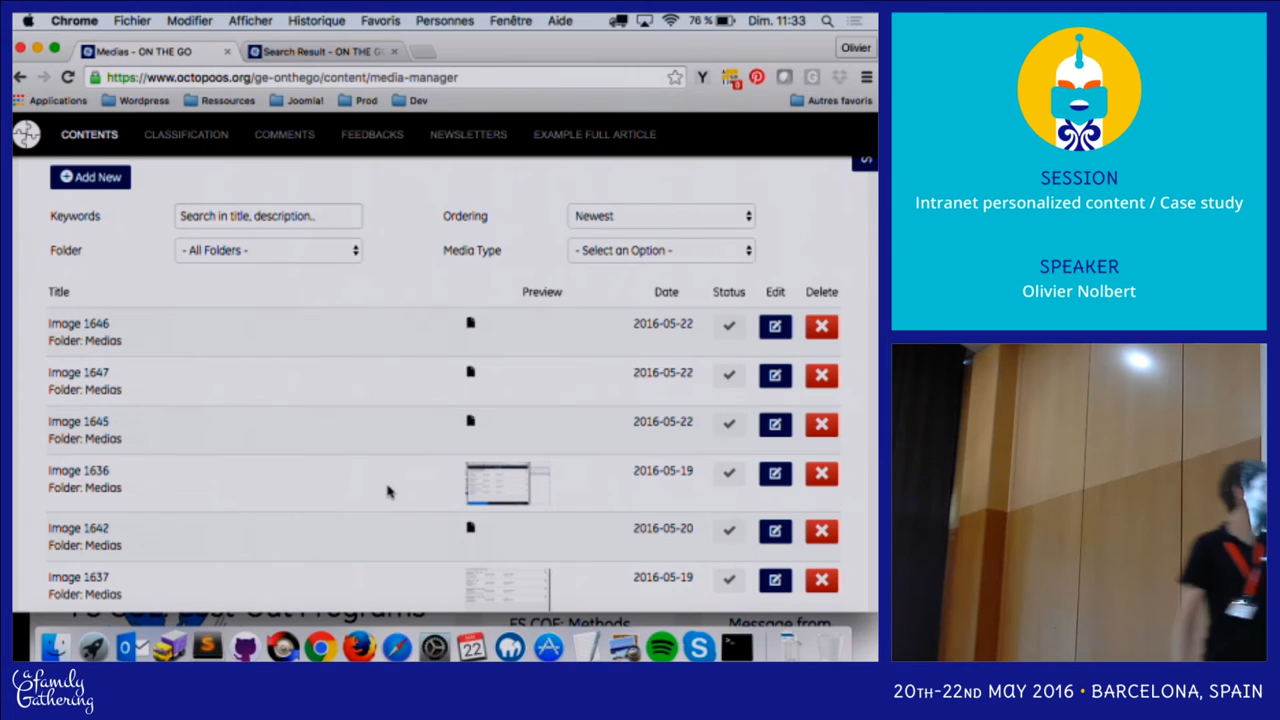 Chrome Fichier Modifier Afficher Historique Favoris Personnes Fenêtre Aide 76 % Dim. 11:33
Medias - ON THE GO Search Result - ON THE GO Olivier
https://www.octopoos.org/ge-onthego/content/media-manager
Applications Wordpress Ressources Joomla! Prod Dev Autres favoris
CONTENTS CLASSIFICATION COMMENTS FEEDBACKS NEWSLETTERS EXAMPLE FULL ARTICLE
Add New
Keywords Search in title, description.. Ordering Newest
Folder - All Folders - Media Type - Select an Option -
Title Preview Date Status Edit Delete
Image 1646 2016-05-22
Folder: Medias
Image 1647 2016-05-22
Folder: Medias
Image 1645 2016-05-22
Folder: Medias
Image 1636 2016-05-19
Folder: Medias
Image 1642 2016-05-20
Folder: Medias
Image 1637 2016-05-19
Folder: Medias
FS COE: Methods Message from
22
SESSION
Intranet personalized content / Case study
SPEAKER
Olivier Nolbert
a Family
Gathering
20TH-22ND MAY 2016 • BARCELONA, SPAIN